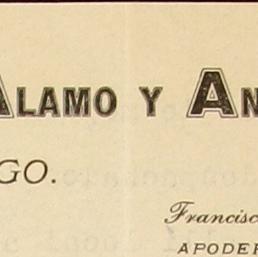 ALAMO Y AN
GO.
Francisc
APODER